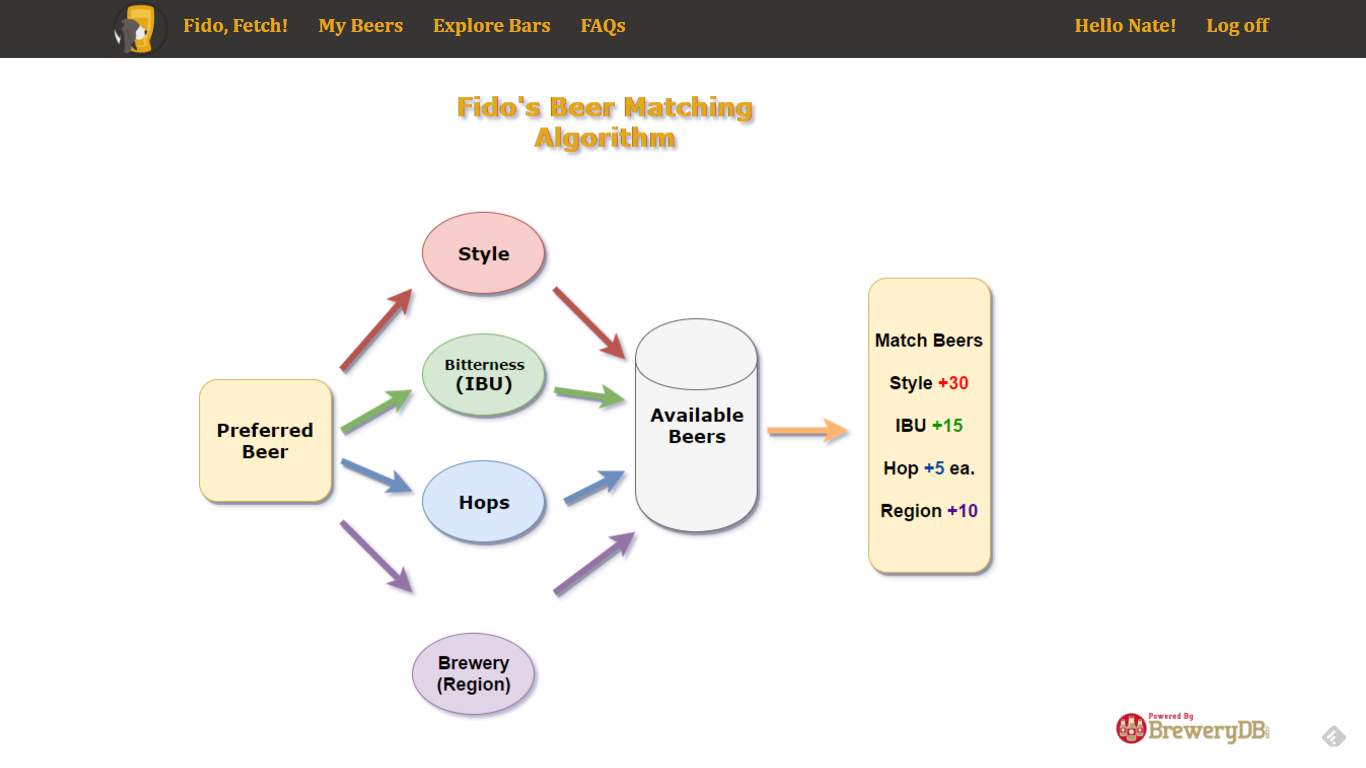 Fido, Fetch! My Beers Explore Bars FAQs Hello Nate! Log off
Fido's Beer Matching
Algorithm
Style
Bitterness
(IBU)
Preferred
Beer
Hops
Brewery
(Region)
Available
Beers
Match Beers
Style +30
IBU +15
Hop +5 ea.
Region +10
Powered By
BreweryDB